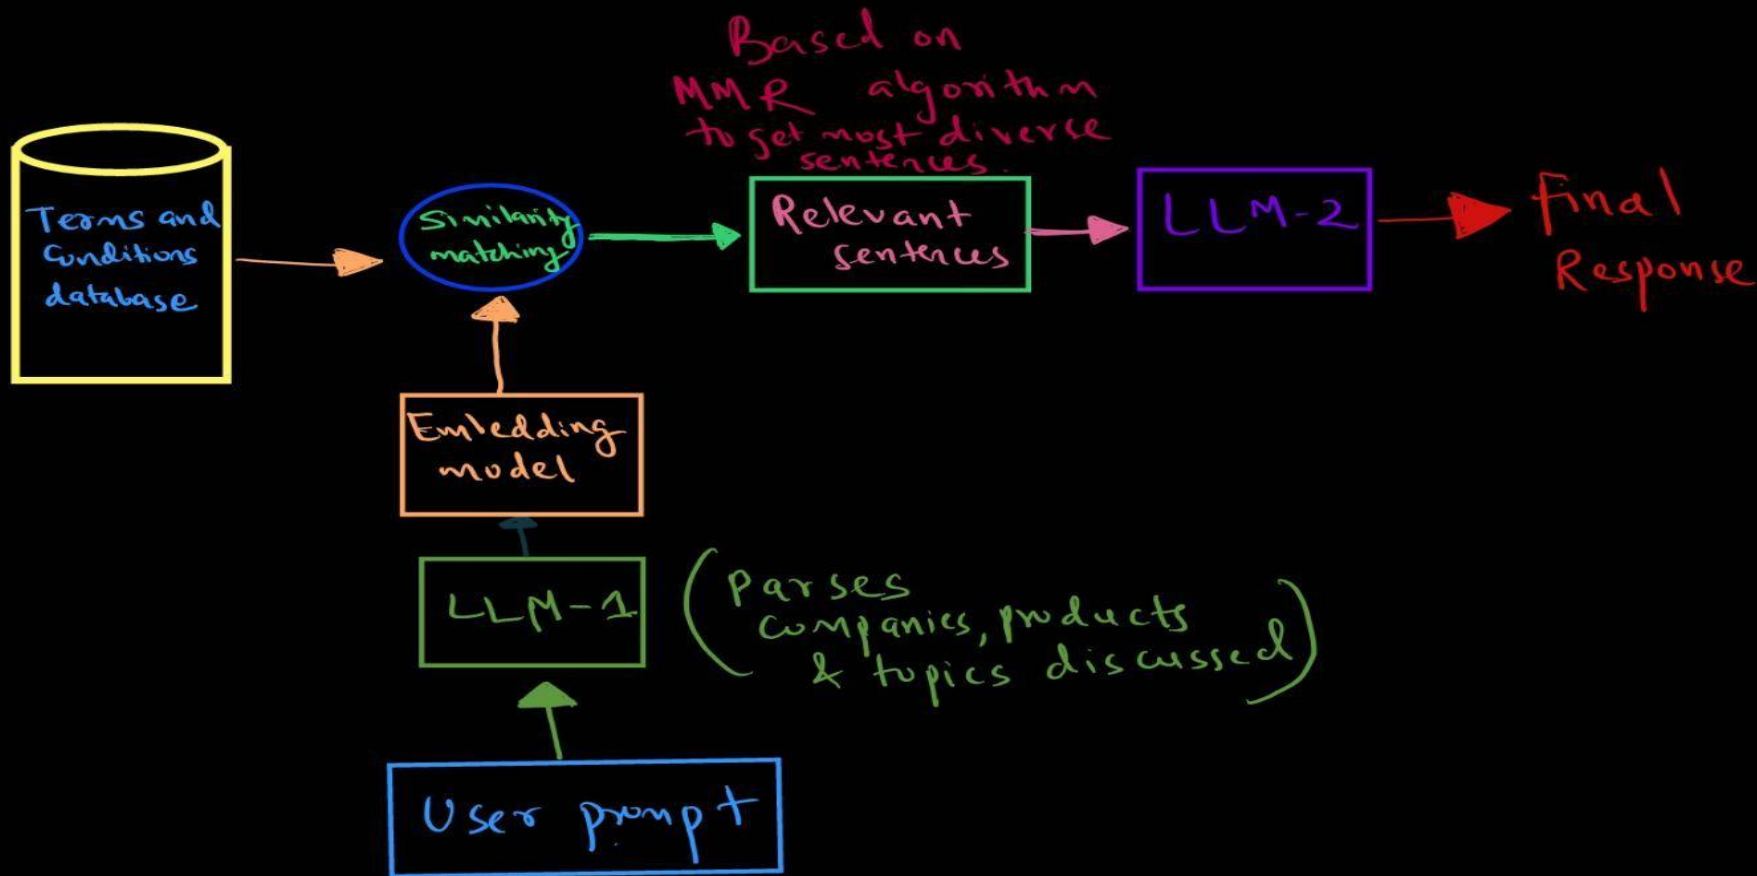 Based on
MMR algorithm
to get most diverse
sentences.
Terms and
Conditions
database
Similarity
matching
Relevant
sentences
LLM-2
Final
Response
Embedding
model
LLM-1
(Parses
companies, products
& topics discussed)
User prompt